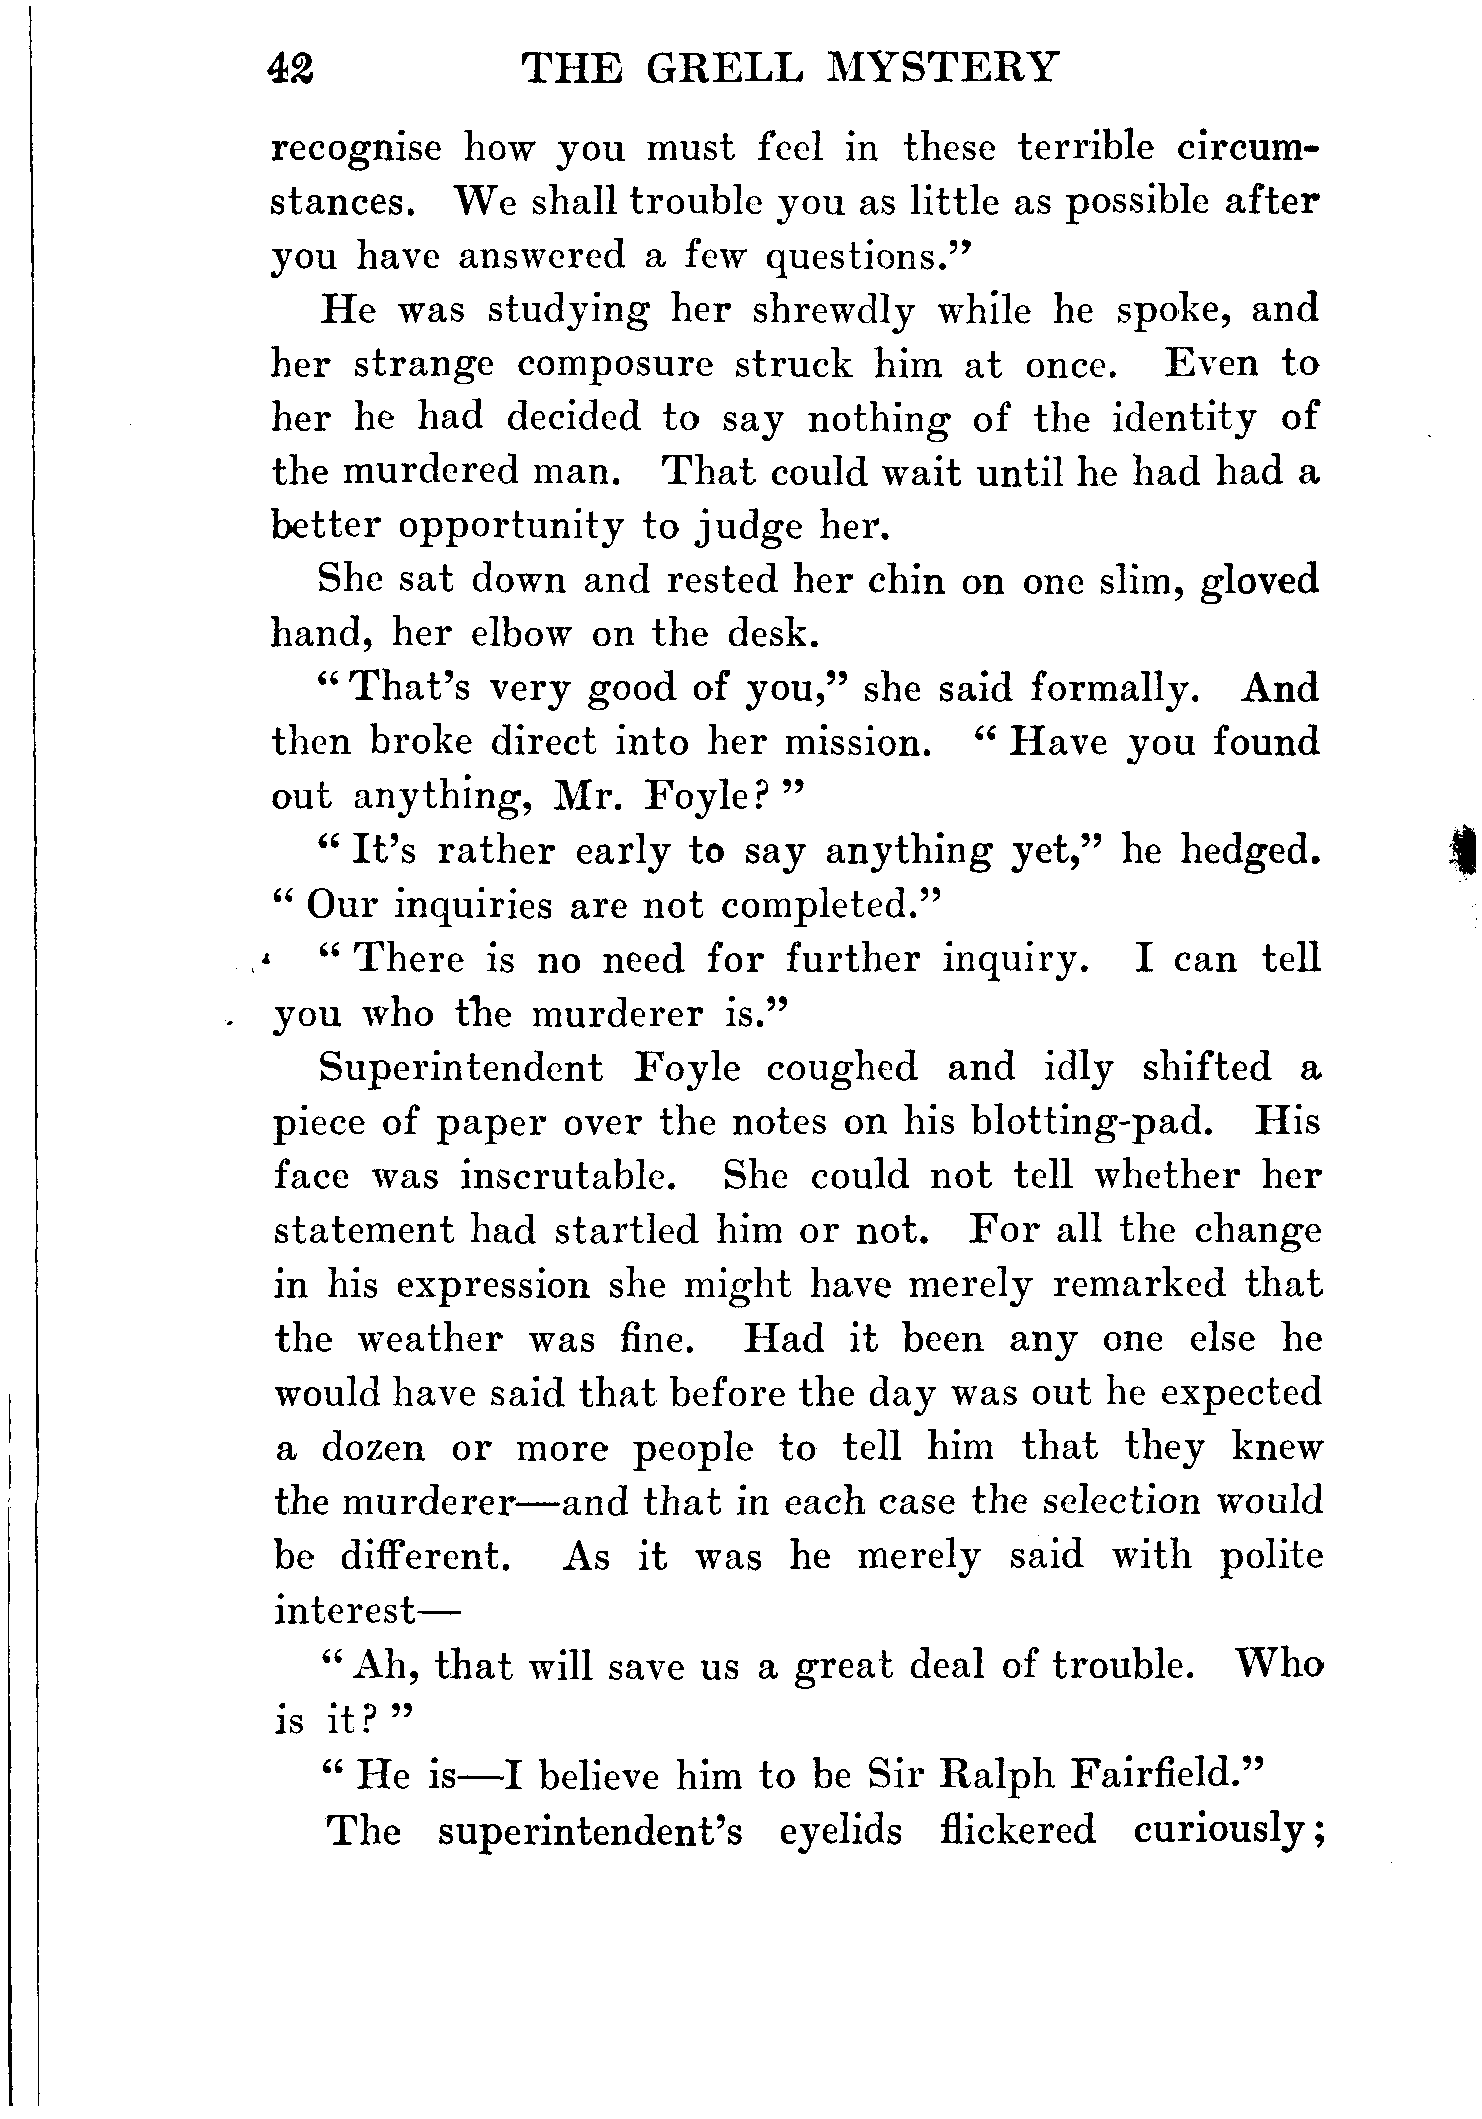 42 THE GRELL MYSTERY
recognise how you must feel in these terrible circum-
stances. We shall trouble you as little as possible after
you have answered a few questions.”
He was studying her shrewdly while he spoke, and
her strange composure struck him at once. Even to
her he had decided to say nothing of the identity of
the murdered man. That could wait until he had had a
better opportunity to judge her.
She sat down and rested her chin on one slim, gloved
hand, her elbow on the desk.
“ That’s very good of you,” she said formally. And
then broke direct into her mission. “ Have you found
out anything, Mr. Foyle? ”
“ It’s rather early to say anything yet,” he hedged.
“ Our inquiries are not completed.”
“ There is no need for further inquiry. I can tell
you who the murderer is.”
Superintendent Foyle coughed and idly shifted a
piece of paper over the notes on his blotting-pad. His
face was inscrutable. She could not tell whether her
statement had startled him or not. For all the change
in his expression she might have merely remarked that
the weather was fine. Had it been any one else he
would have said that before the day was out he expected
a dozen or more people to tell him that they knew
the murderer—and that in each case the selection would
be different. As it was he merely said with polite
interest—
“ Ah, that will save us a great deal of trouble. Who
is it? ”
“ He is—I believe him to be Sir Ralph Fairfield.”
The superintendent’s eyelids flickered curiously;